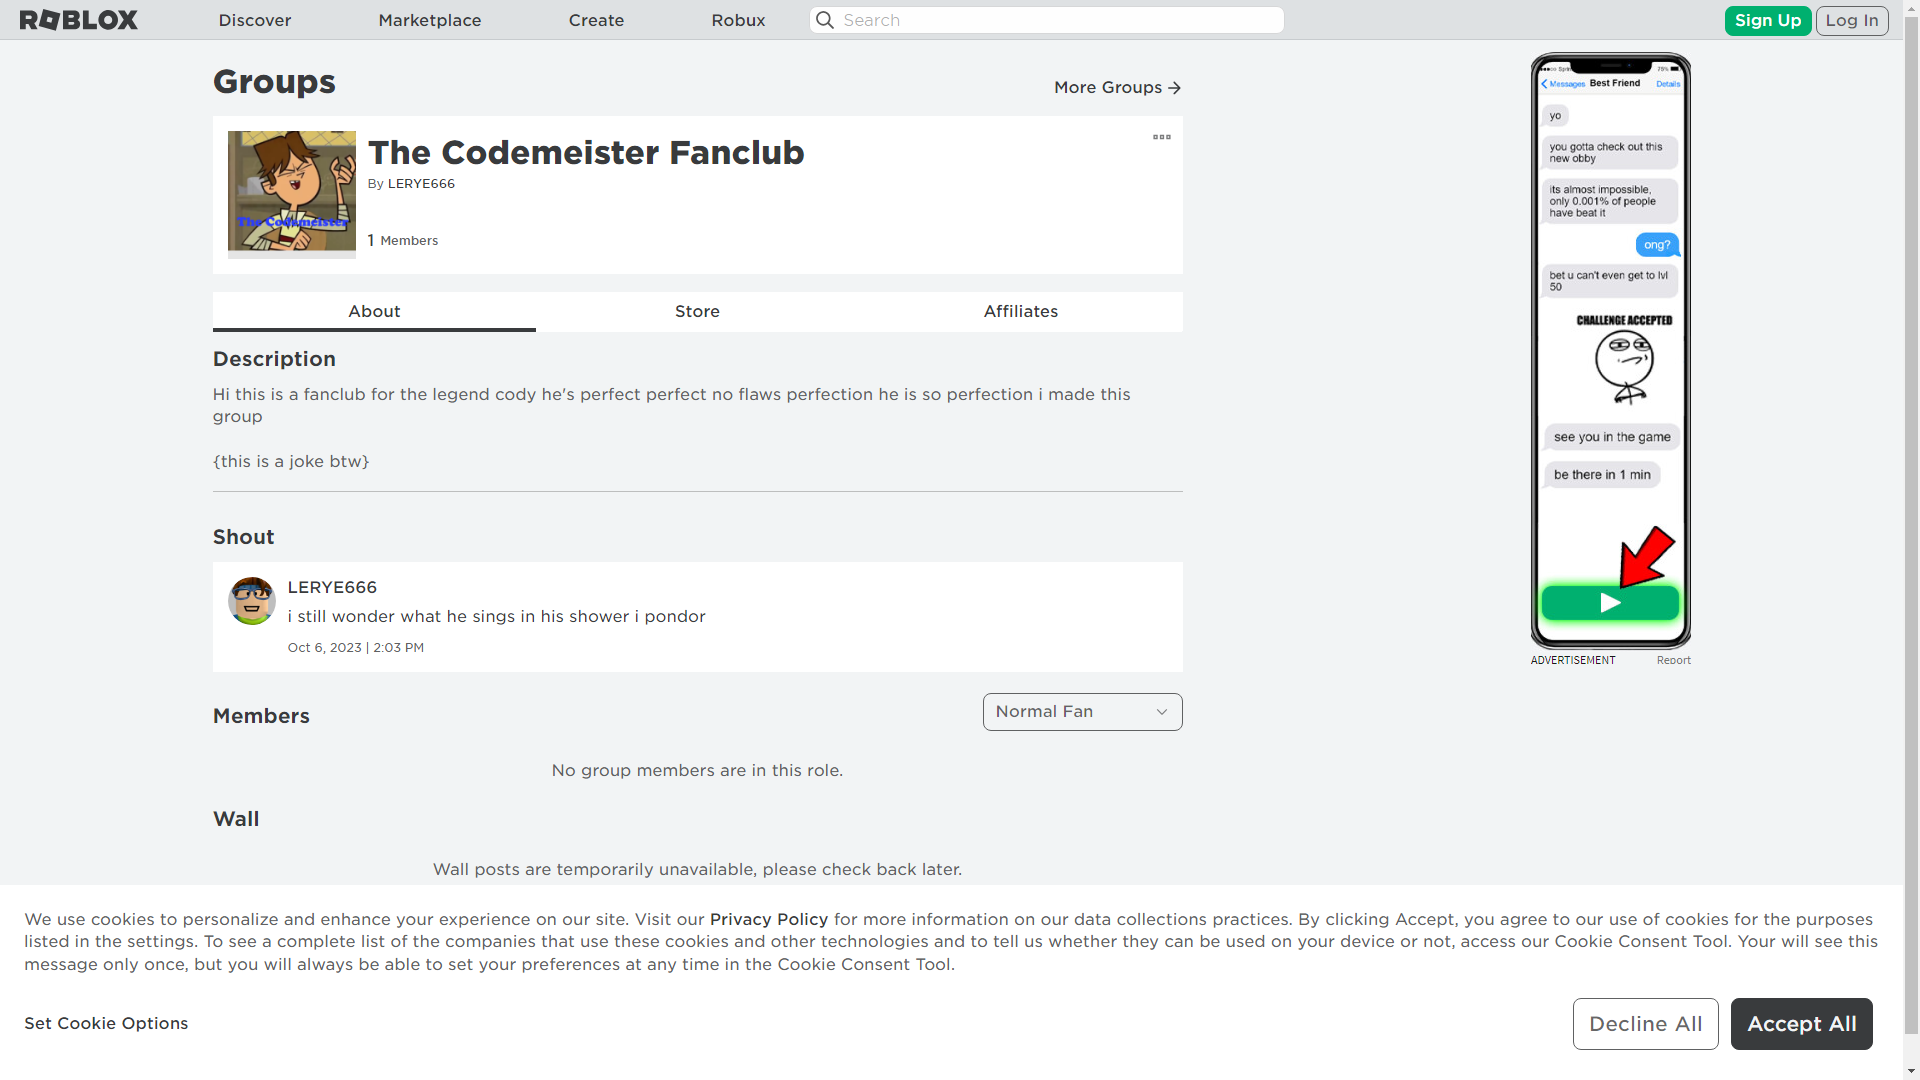 ROBLOX
Discover
Marketplace
Create
Robux
Search
Sign Up
Log In
Groups
More Groups
The Codemeister
The Codemeister Fanclub
By LERYE666
1 Members
About
Store
Affiliates
Description
Hi this is a fanclub for the legend cody he's perfect perfect no flaws perfection he is so perfection i made this
group
{this is a joke btw}
Shout
LERYE666
i still wonder what he sings in his shower i pondor
Oct 6, 2023 | 2:03 PM
Members
Normal Fan
No group members are in this role.
Wall
Wall posts are temporarily unavailable, please check back later.
75%
Messages
Best Friend
Details
yo
you gotta check out this
new obby
its almost impossible,
only 0.001% of people
have beat it
ong?
bet u can't even get to lvl
50
CHALLENGE ACCEPTED
see you in the game
be there in 1 min
ADVERTISEMENT
Report
We use cookies to personalize and enhance your experience on our site. Visit our Privacy Policy for more information on our data collections practices. By clicking Accept, you agree to our use of cookies for the purposes
listed in the settings. To see a complete list of the companies that use these cookies and other technologies and to tell us whether they can be used on your device or not, access our Cookie Consent Tool. Your will see this
message only once, but you will always be able to set your preferences at any time in the Cookie Consent Tool.
Set Cookie Options
Decline All
Accept All